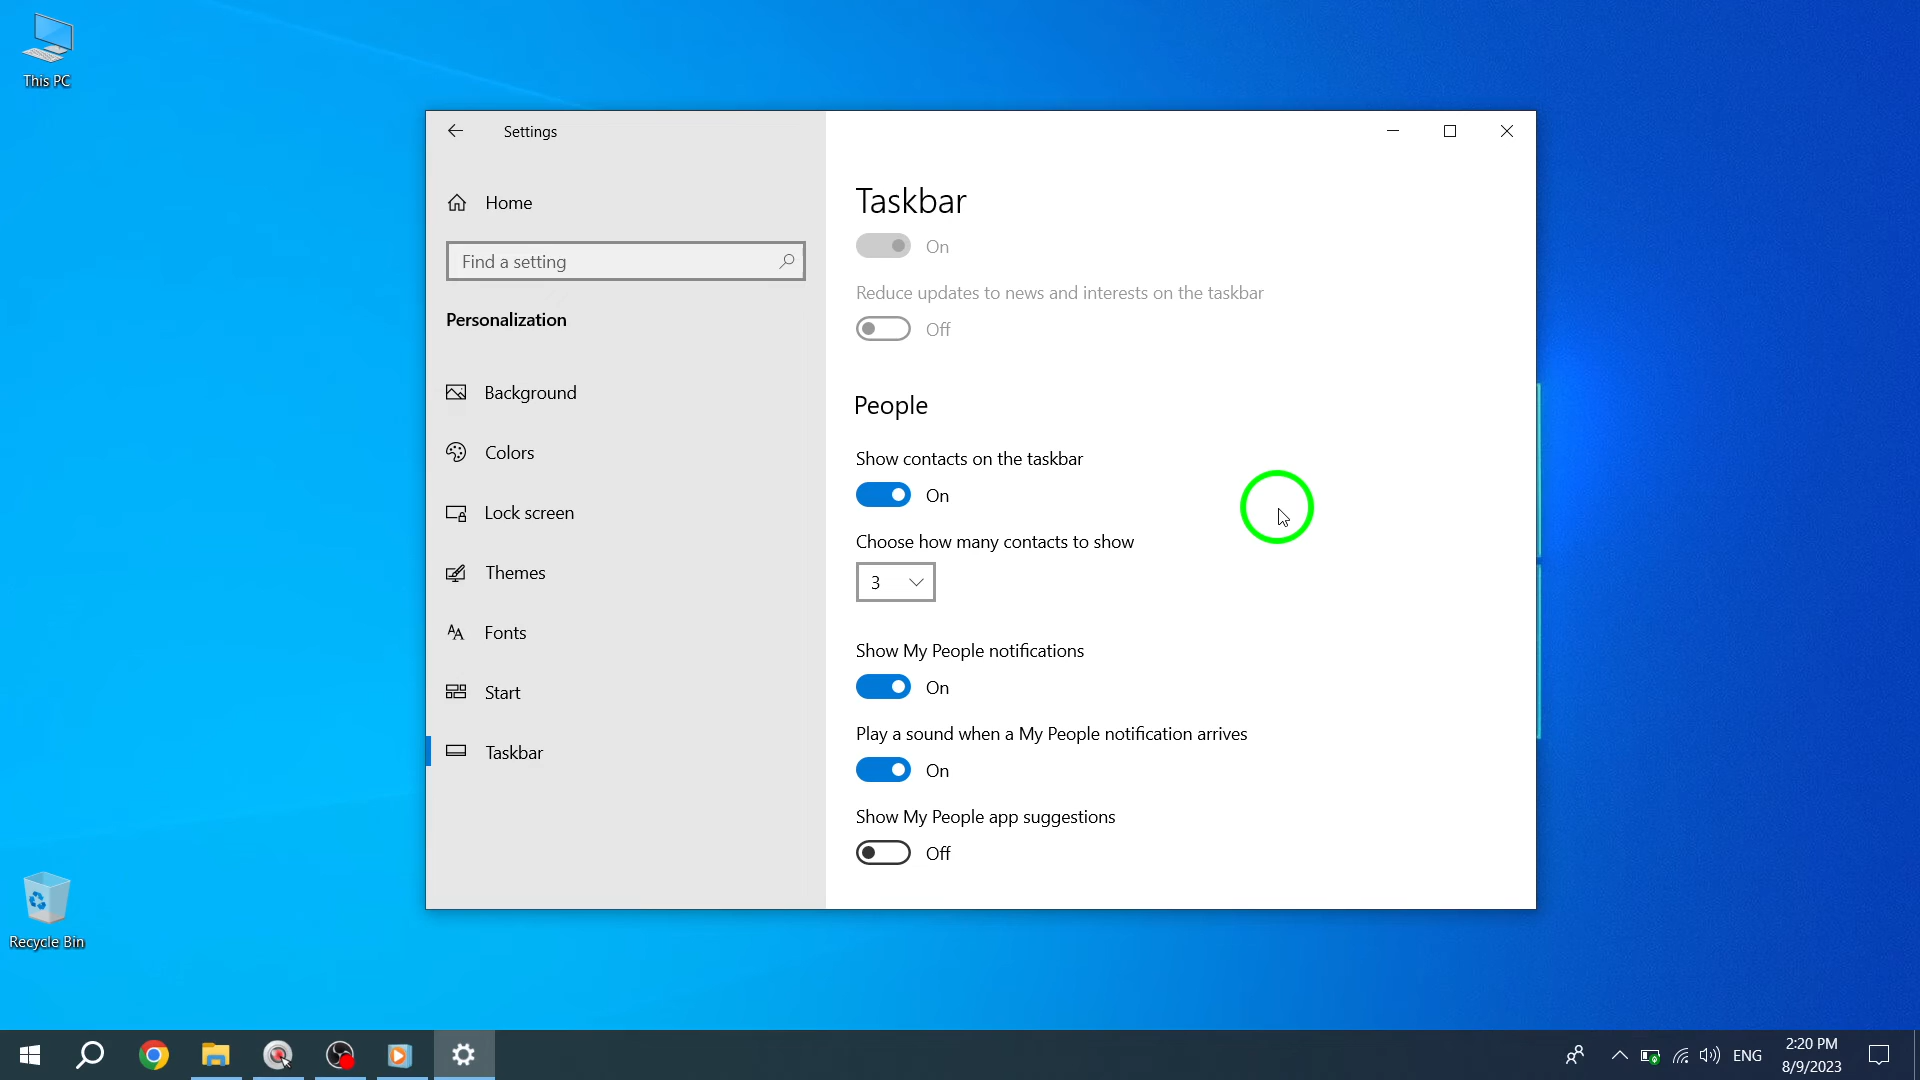 This PC
Settings
Home
Find a setting
Personalization
Background
Colors
Lock screen
Themes
Fonts
Start
Taskbar
Taskbar
On
Reduce updates to news and interests on the taskbar
Off
People
Show contacts on the taskbar
On
Choose how many contacts to show
3
Show My People notifications
On
Play a sound when a My People notification arrives
On
Show My People app suggestions
Off
Recycle Bin
ENG
2:20 PM
8/9/2023